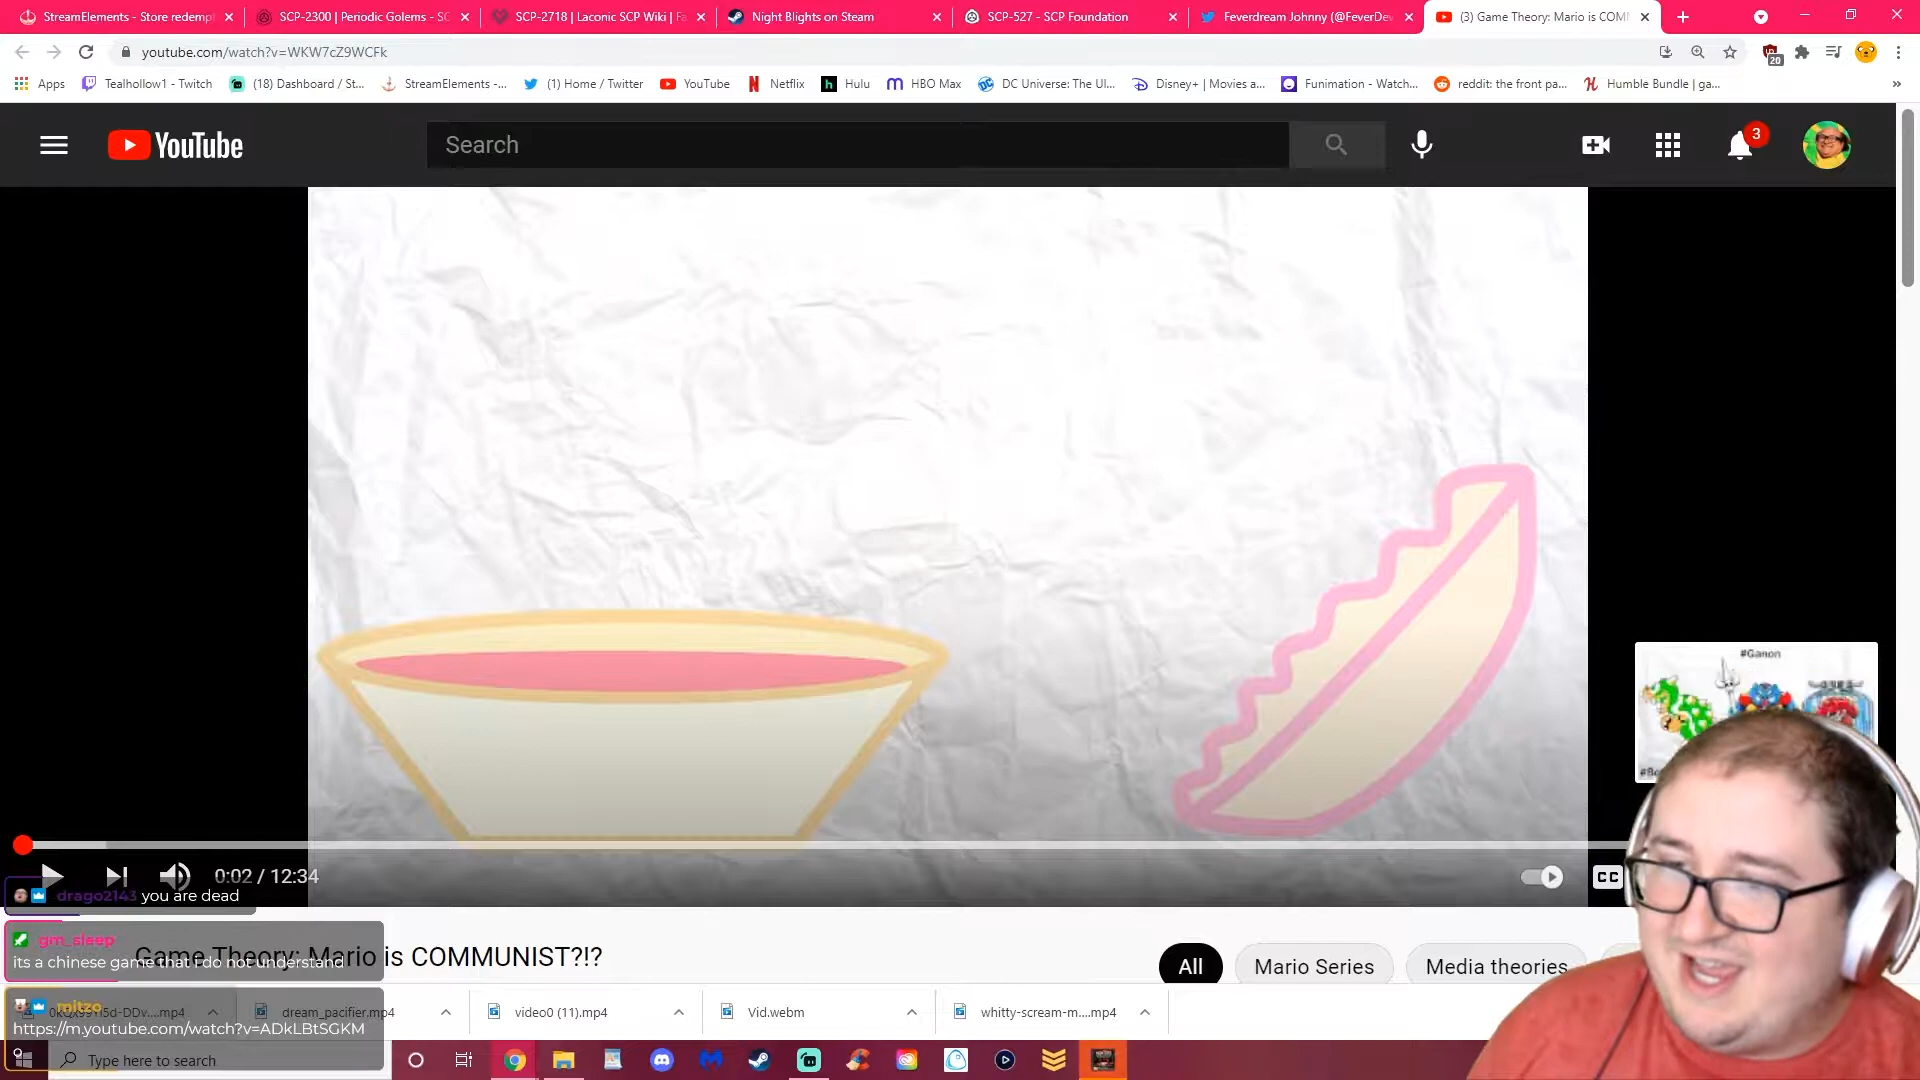 StreamElements - Store redempt
SCP-2300 | Periodic Golems - SC
SCP-2718 | Laconic SCP Wiki | Fa
Night Blights on Steam
SCP-527 - SCP Foundation
Feverdream Johnny (@FeverDev
(3) Game Theory: Mario is COM
youtube.com/watch?v=WKW7cZ9WCFk
20
Apps
Tealhollow1 - Twitch
(18) Dashboard / St...
StreamElements -...
(1) Home / Twitter
YouTube
Netflix
Hulu
HBO Max
DC Universe: The Ul...
Disney+ | Movies a...
Funimation - Watch...
reddit: the front pa...
Humble Bundle | ga...
YouTube
Search
3
#Ganon
0:02 / 12:34
CC
drago2143 you are dead
Game Theory: Mario is COMMUNIST?!?
All
Mario Series
Media theories
gm_sleep
its a chinese game that i do not understand
mitzo
https://m.youtube.com/watch?v=ADkLBtSGKM
dream_pacifier.mp4
video0 (11).mp4
Vid.webm
whitty-scream-m....mp4
Type here to search